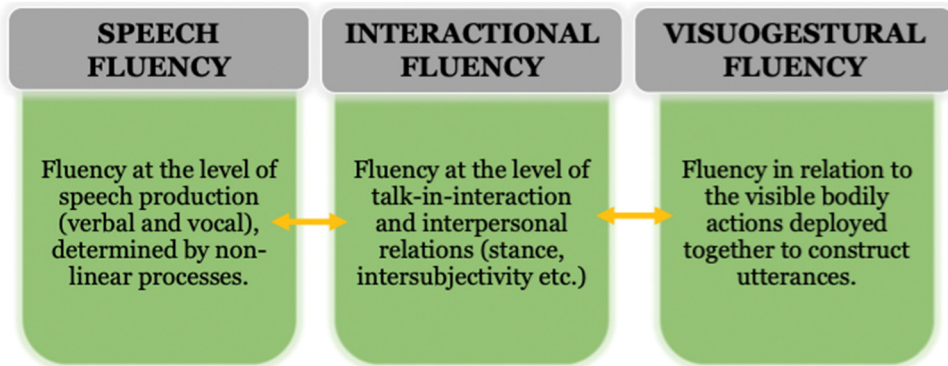 SPEECH
FLUENCY
Fluency at the level of
speech production
(verbal and vocal),
determined by non-
linear processes.
INTERACTIONAL
FLUENCY
Fluency at the level of
talk-in-interaction
and interpersonal
relations (stance,
intersubjectivity etc.)
VISUOGESTURAL
FLUENCY
Fluency in relation to
the visible bodily
actions deployed
together to construct
utterances.